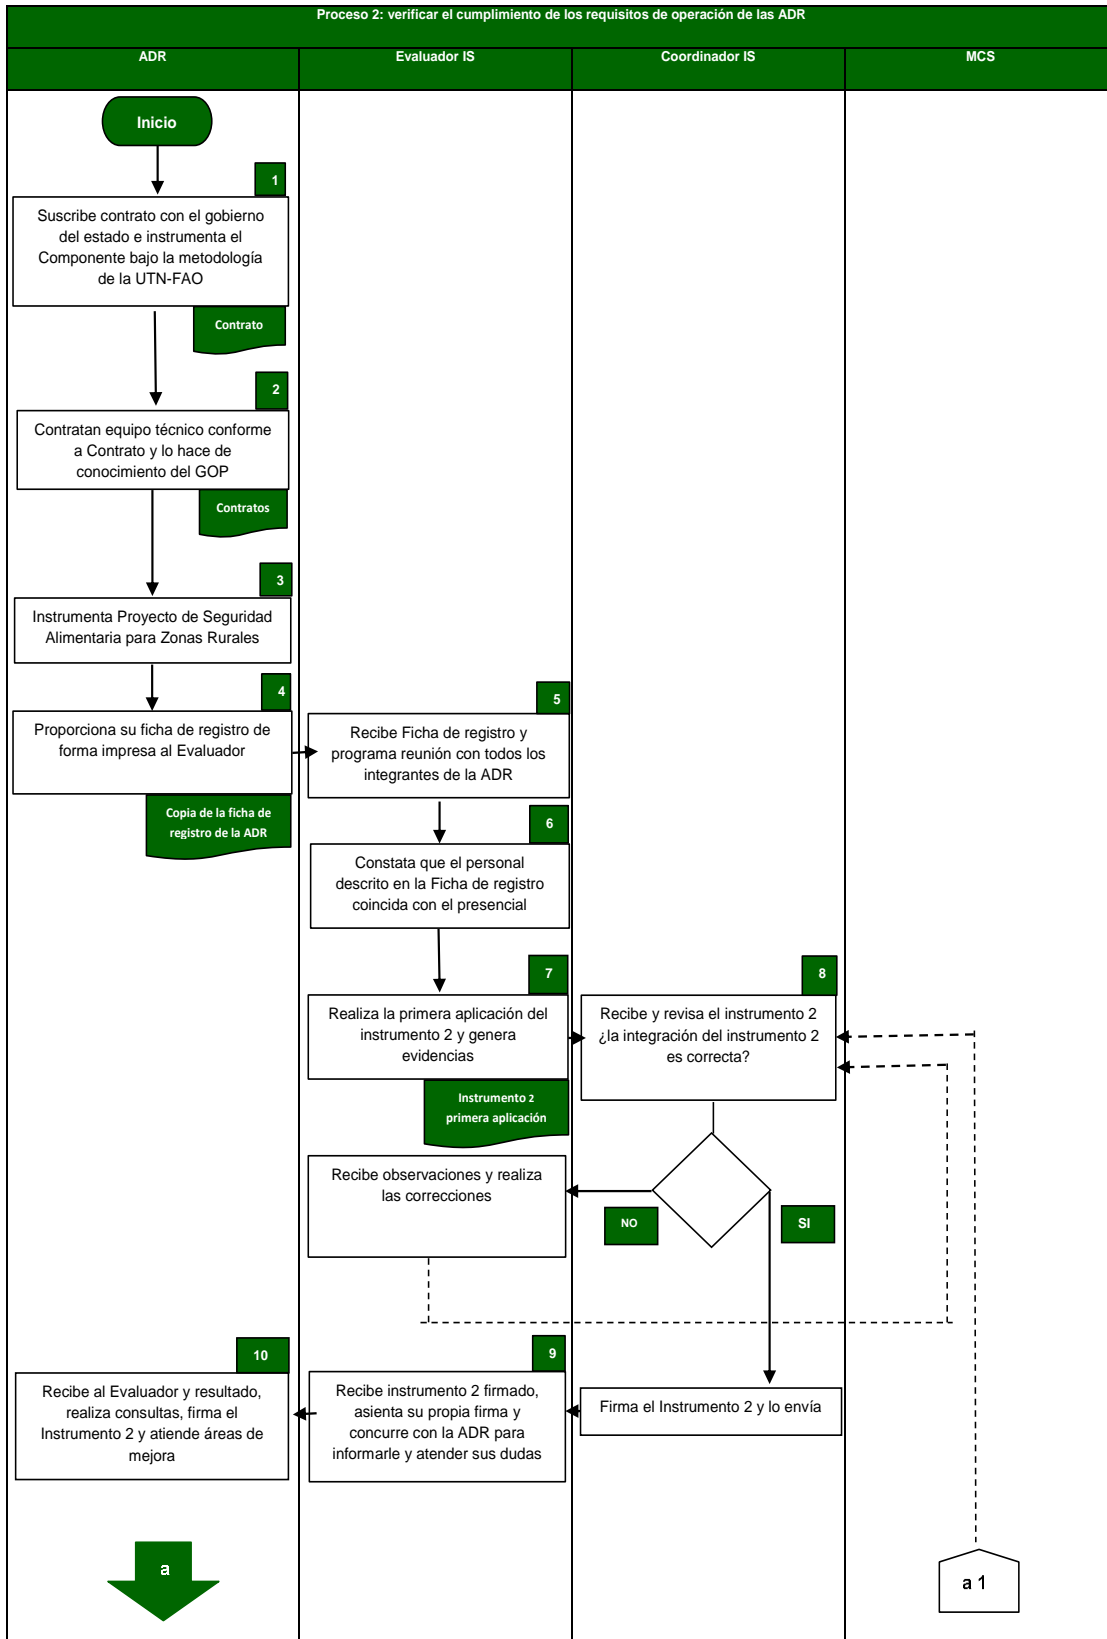 Proceso 2: verificar el cumplimiento de los requisitos de operación de las ADR
ADR
Evaluador IS
Coordinador IS
MCS
Inicio
1
Suscribe contrato con el gobierno
del estado e instrumenta el
Componente bajo la metodología
de la UTN-FAO
Contrato
2
Contratan equipo técnico conforme
a Contrato y lo hace de
conocimiento del GOP
Contratos
3
Instrumenta Proyecto de Seguridad
Alimentaria para Zonas Rurales
4
Proporciona su ficha de registro de
forma impresa al Evaluador
Copia de la ficha de
registro de la ADR
5
Recibe Ficha de registro y
programa reunión con todos los
integrantes de la ADR
6
Constata que el personal
descrito en la Ficha de registro
coincida con el presencial
7
Realiza la primera aplicación del
instrumento 2 y genera
evidencias
Instrumento 2
primera aplicación
8
Recibe y revisa el instrumento 2
¿la integración del instrumento 2
es correcta?
Recibe observaciones y realiza
las correcciones
NO
SI
Firma el Instrumento 2 y lo envía
9
Recibe instrumento 2 firmado,
asienta su propia firma y
concurre con la ADR para
informarle y atender sus dudas
10
Recibe al Evaluador y resultado,
realiza consultas, firma el
Instrumento 2 y atiende áreas de
mejora
a
a 1